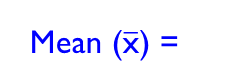 Mean (x̅) =